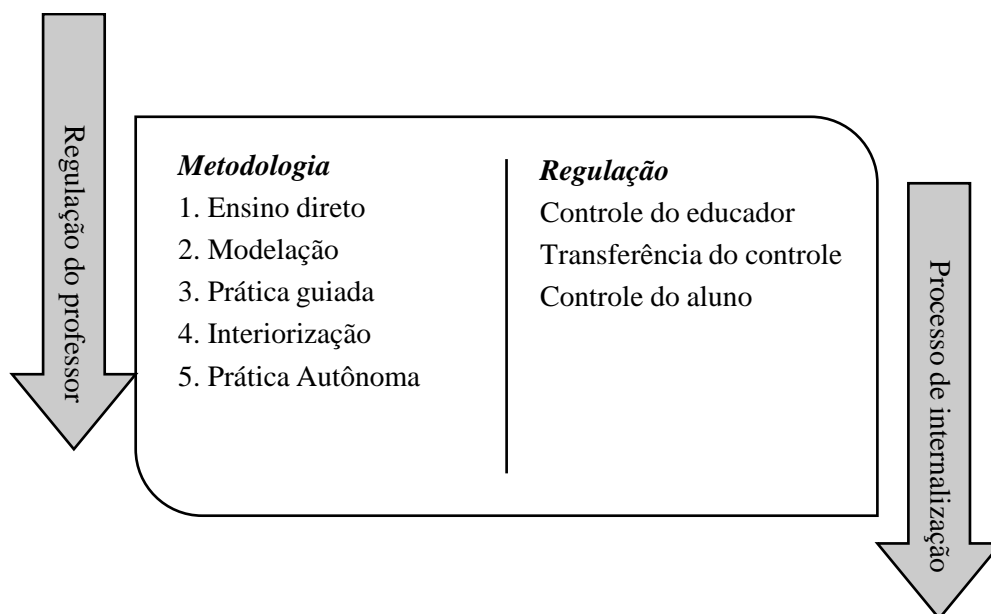 Regulação do professor
Metodologia
1. Ensino direto
2. Modelação
3. Prática guiada
4. Interiorização
5. Prática Autônoma
Regulação
Controle do educador
Transferência do controle
Controle do aluno
Processo de internalização